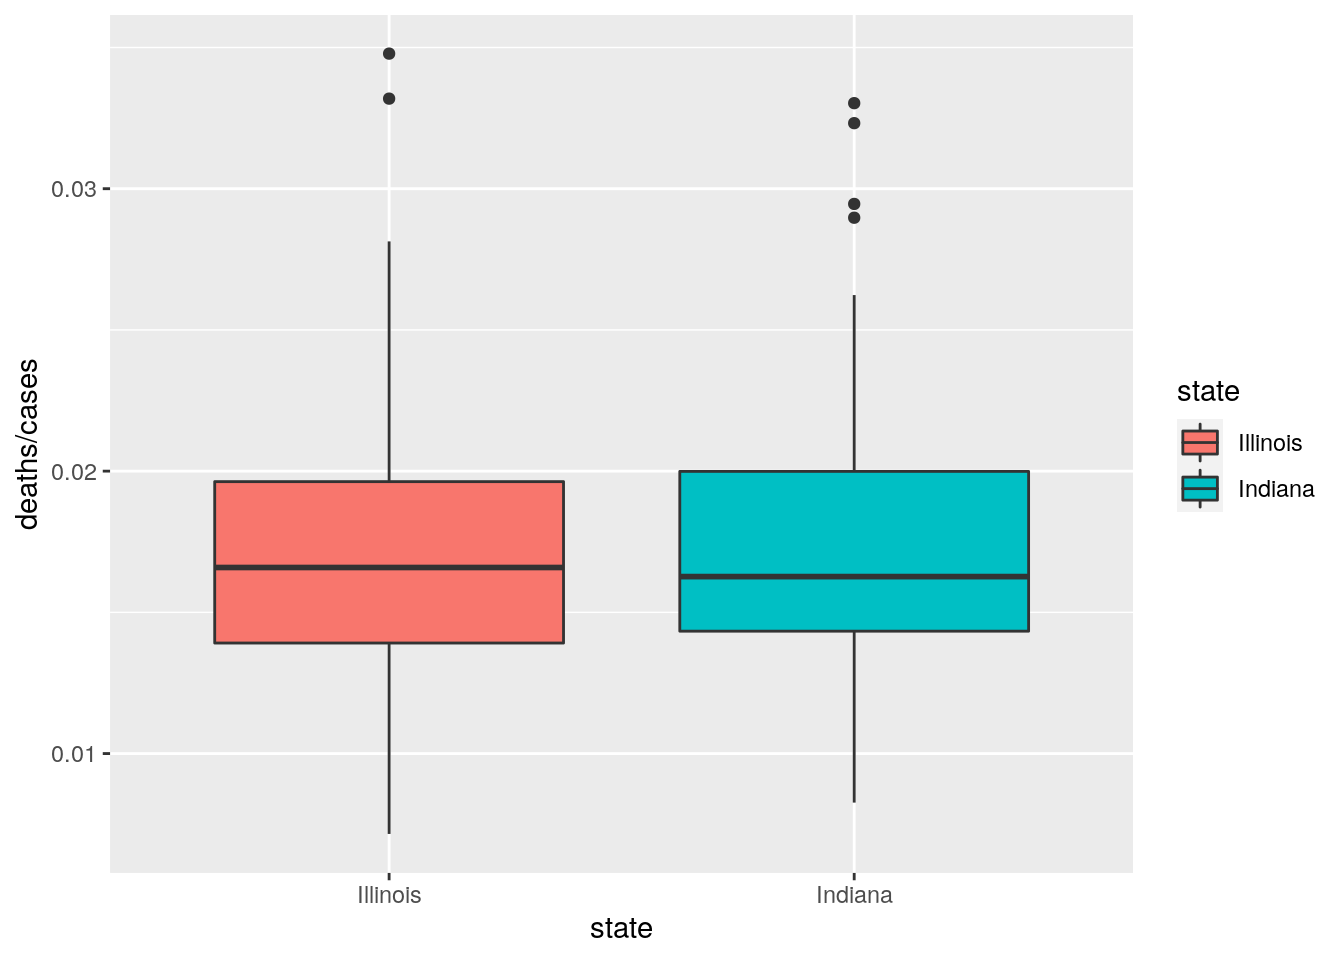 deaths/cases
0.03
0.02
0.01
Illinois
Indiana
state
state
Illinois
Indiana